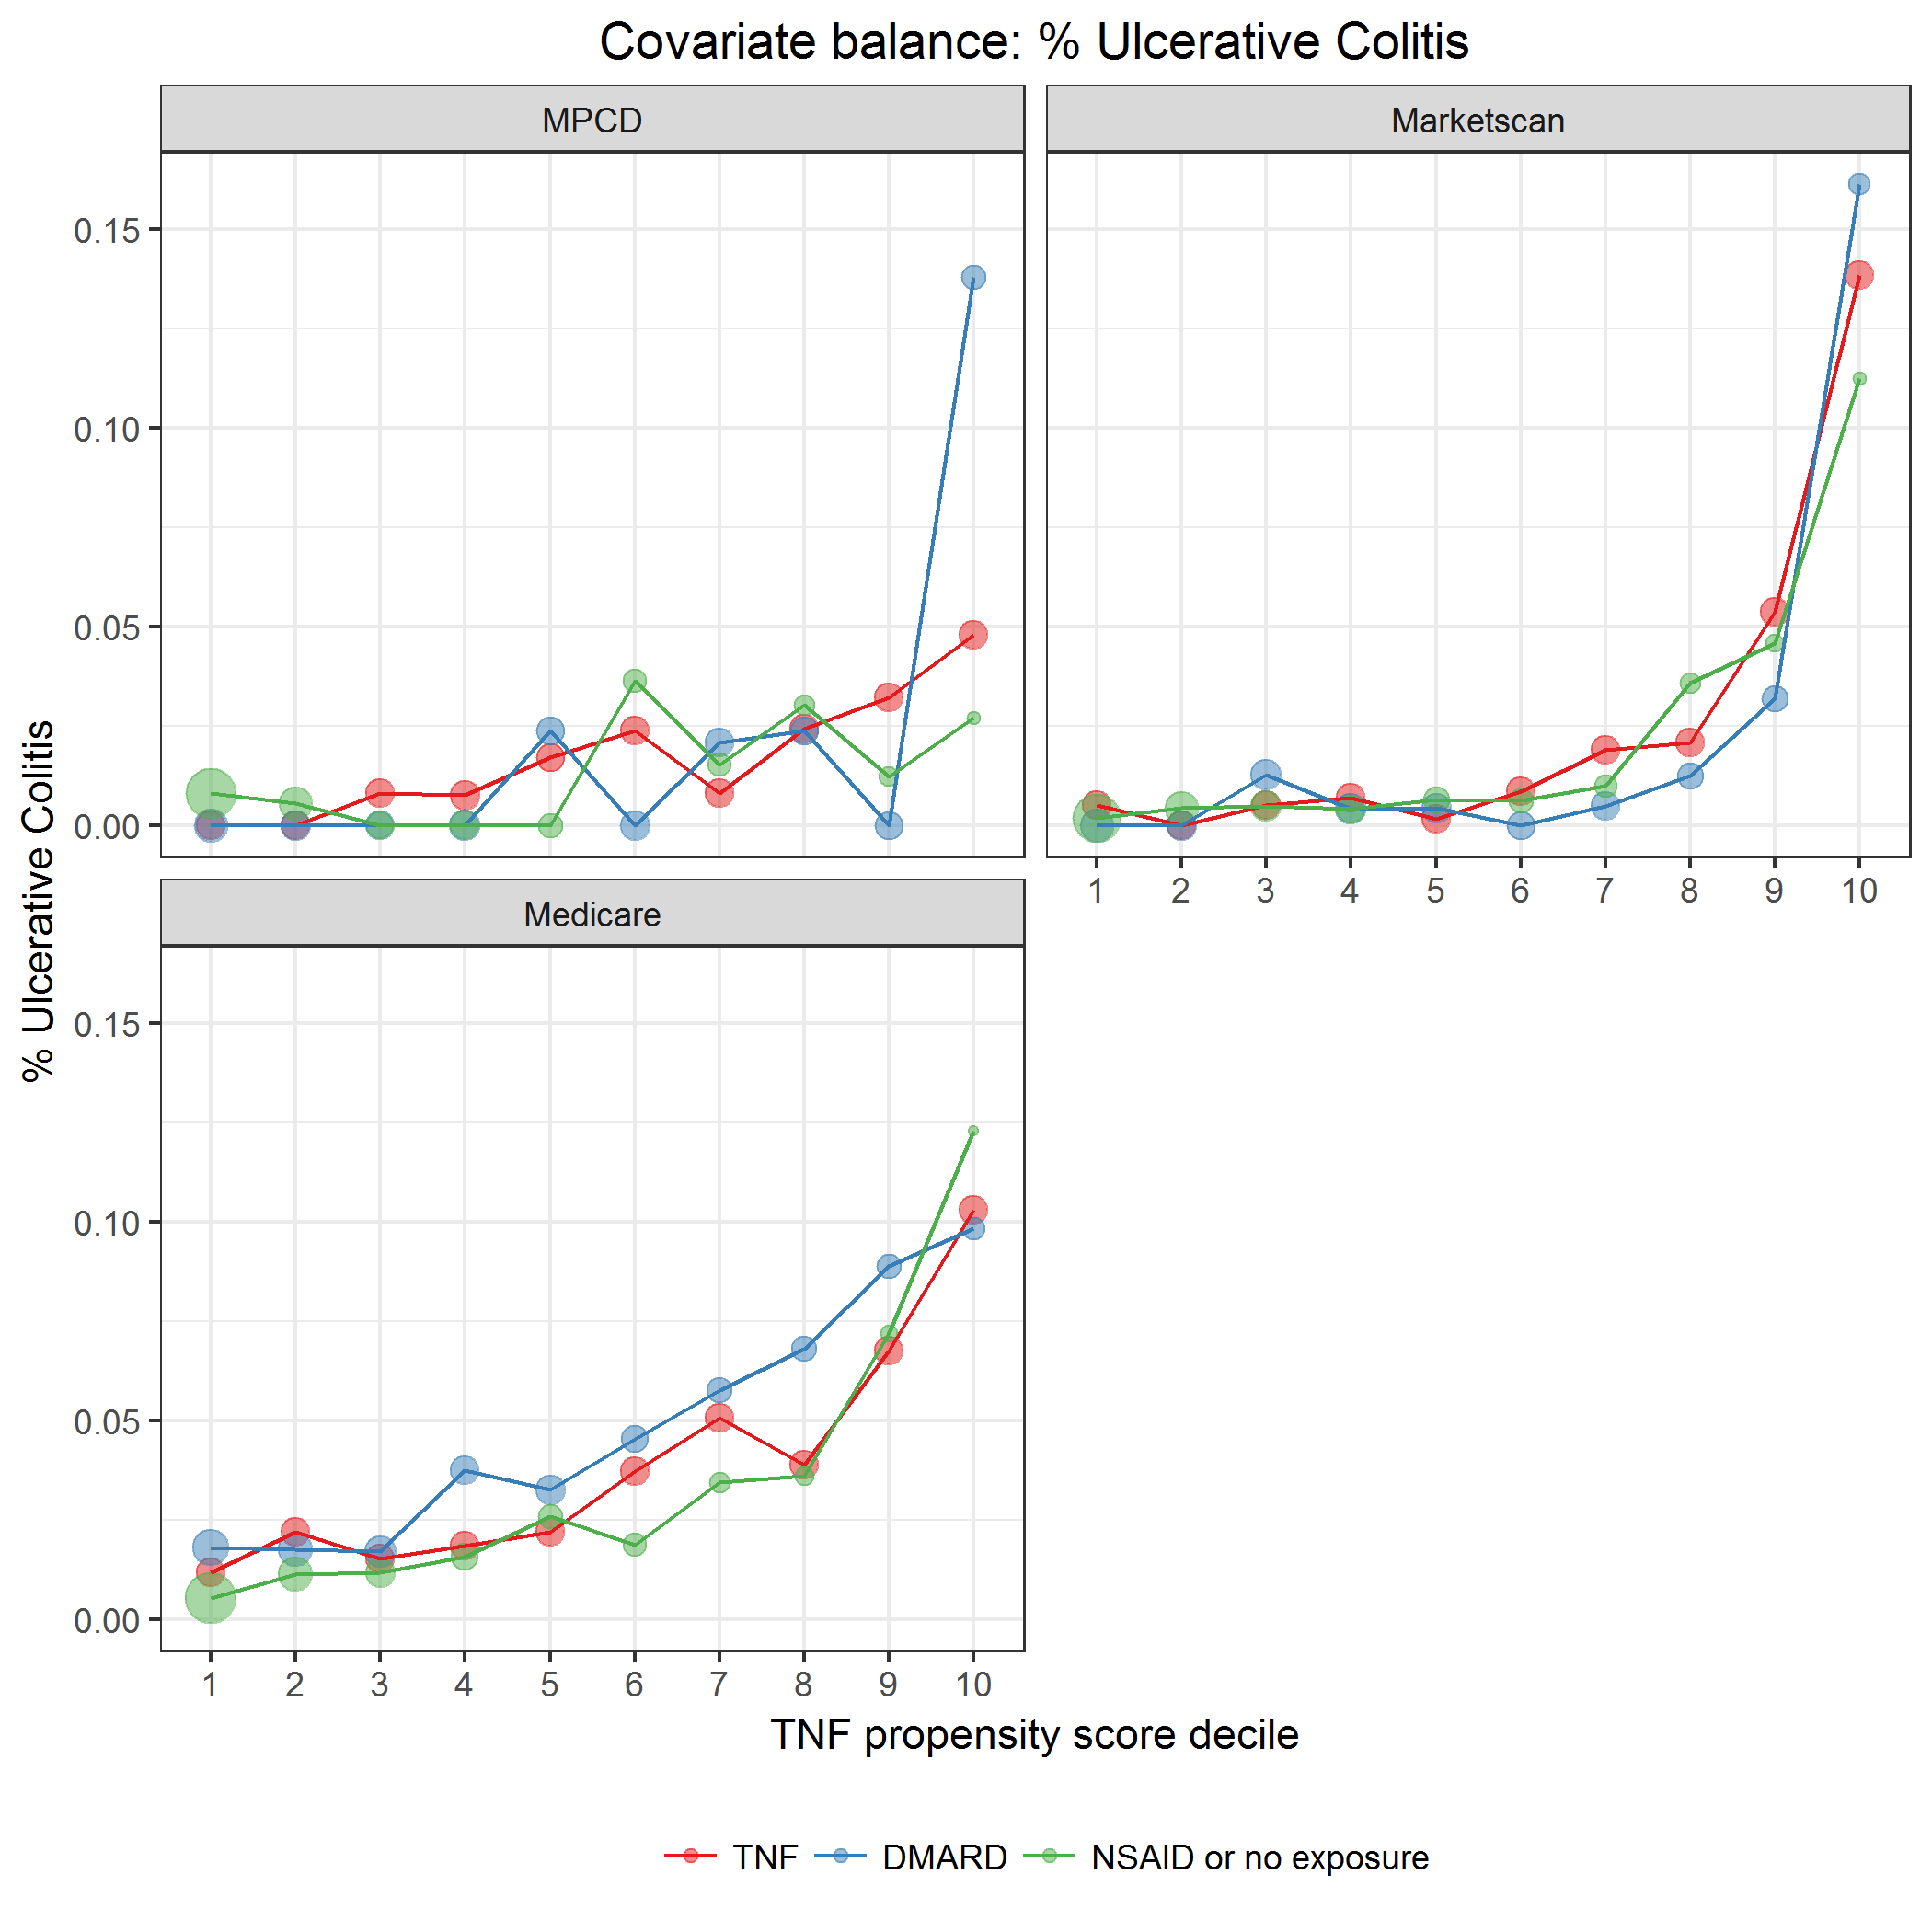 Covariate balance: % Ulcerative Colitis
MPCD
Marketscan
0.15
0.10
0.05
0.00
% Ulcerative Colitis
1 2 3 4 5 6 7 8 9 10
Medicare
0.15
0.10
0.05
0.00
1 2 3 4 5 6 7 8 9 10
TNF propensity score decile
TNF DMARD NSAID or no exposure